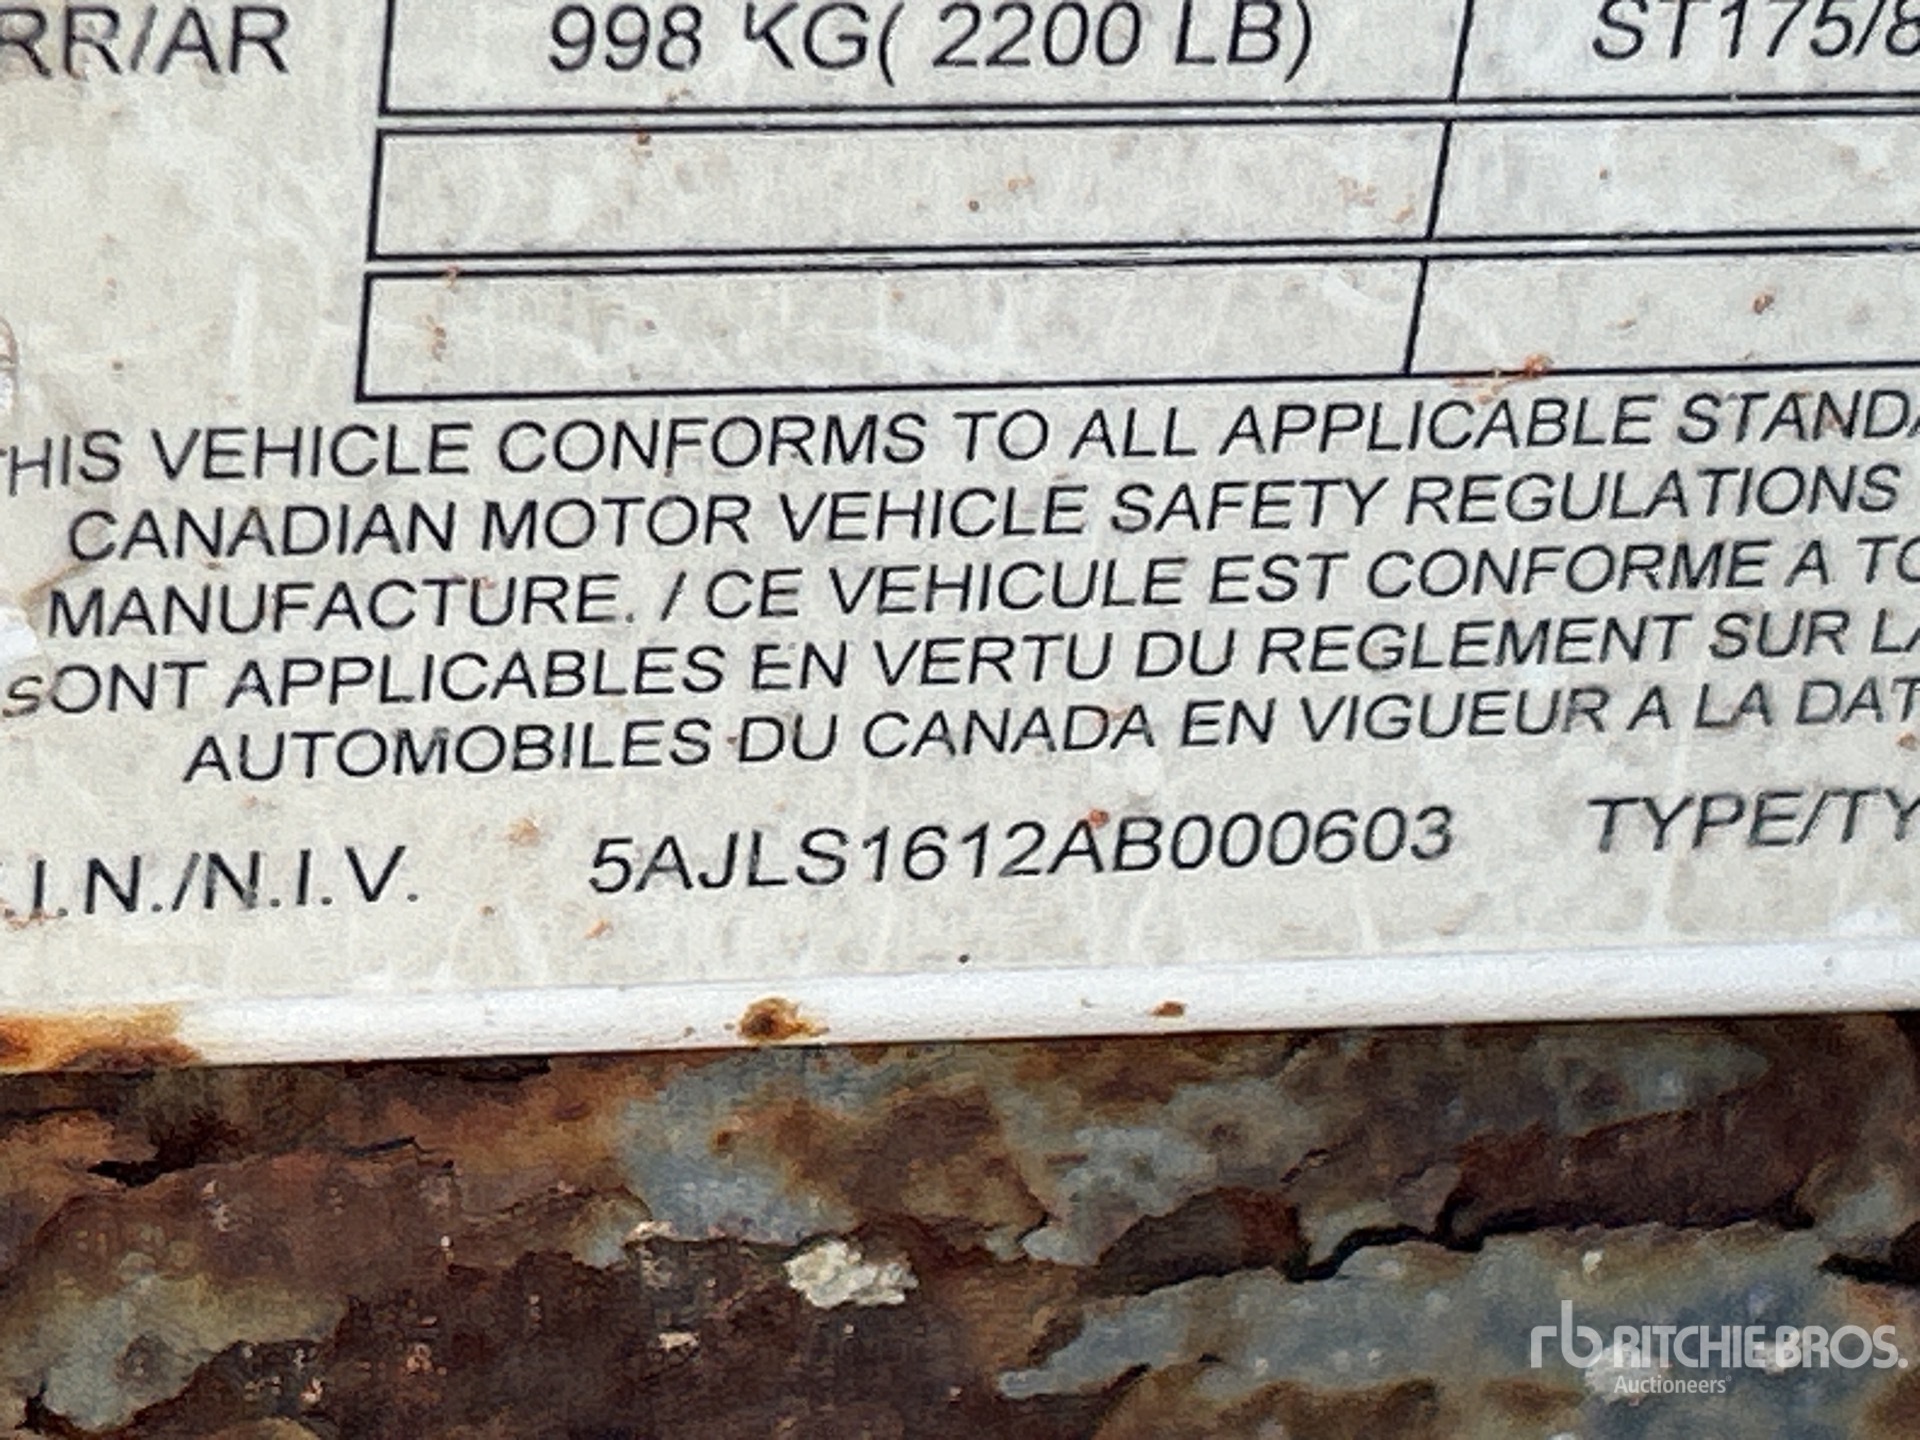 RR/AR 998 KG( 2200 LB) ST175/8
HIS VEHICLE CONFORMS TO ALL APPLICABLE STANDA
CANADIAN MOTOR VEHICLE SAFETY REGULATIONS
MANUFACTURE. / CE VEHICULE EST CONFORME A TO
SONT APPLICABLES EN VERTU DU REGLEMENT SUR LA
AUTOMOBILES DU CANADA EN VIGUEUR A LA DAT
.I.N./N.I.V. 5AJLS1612AB000603 TYPE/TY
rb RITCHIE BROS.
Auctioneers